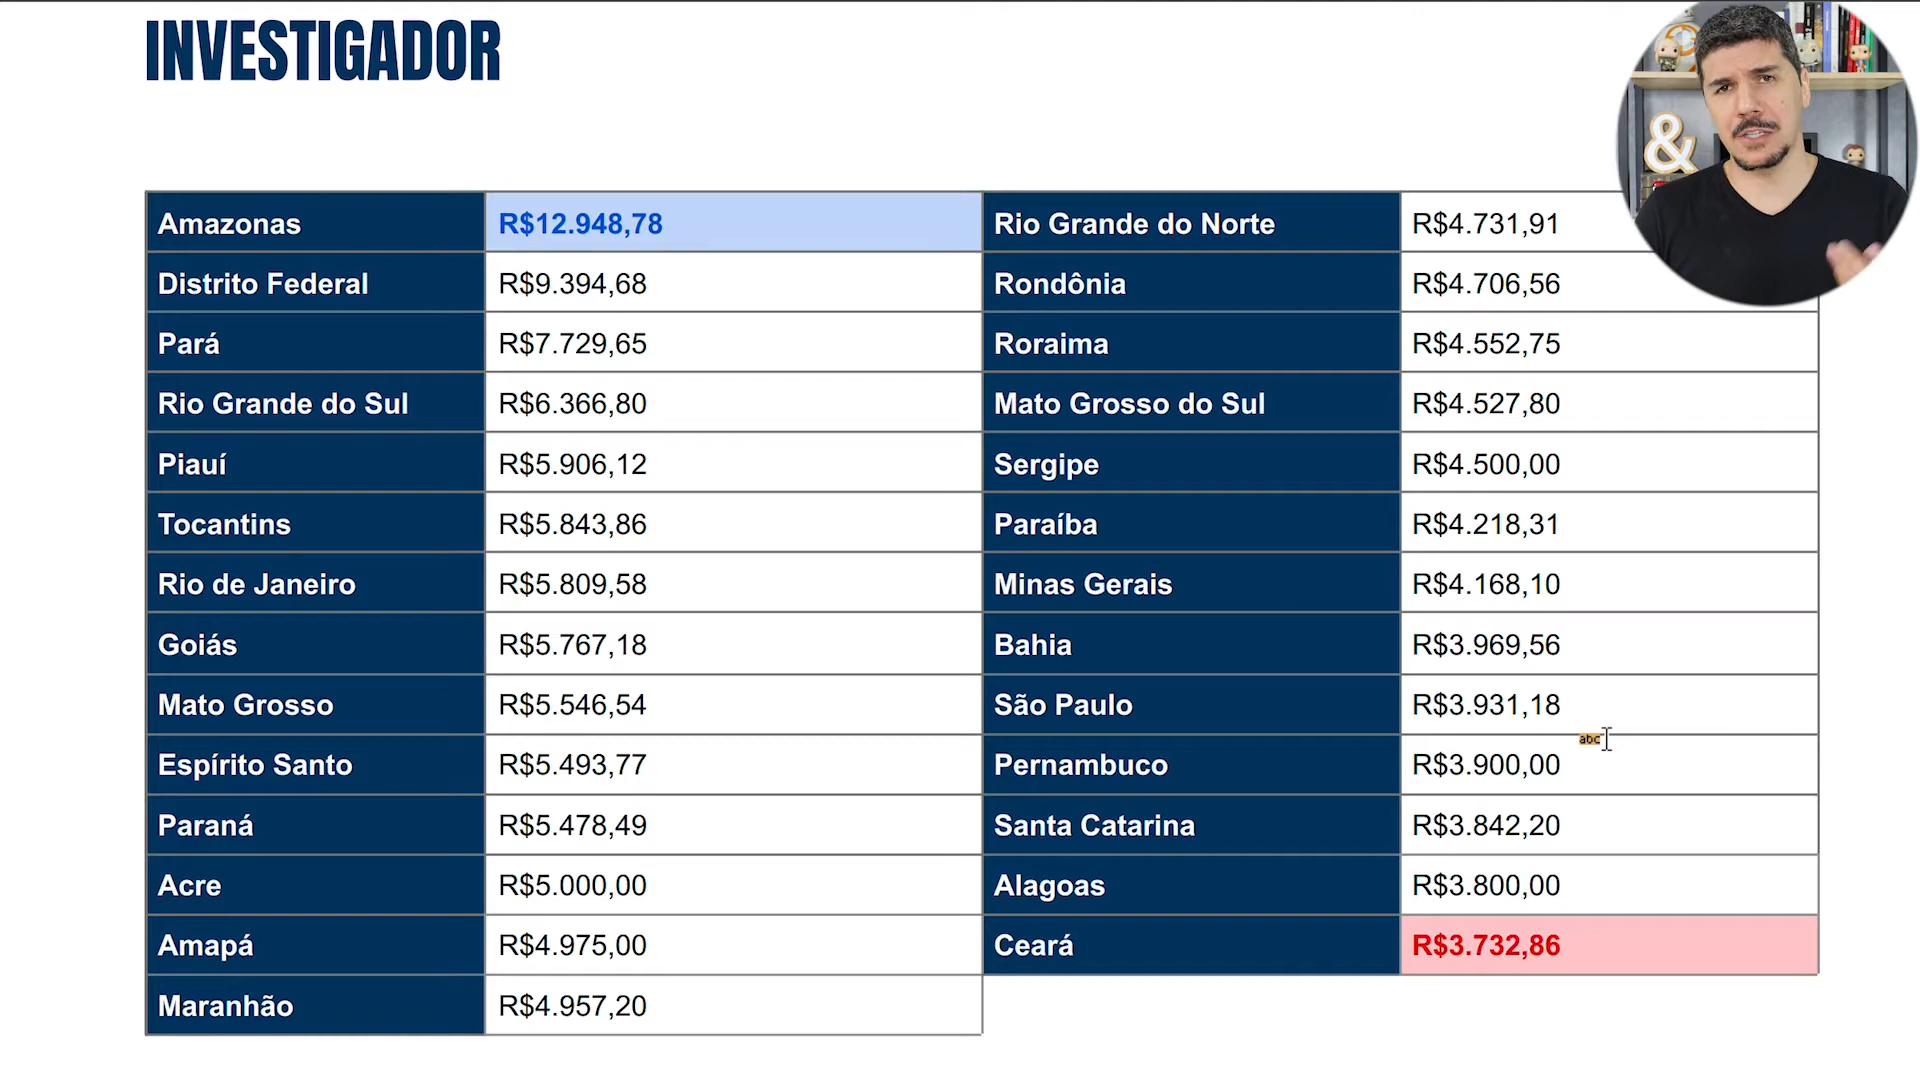 INVESTIGADOR
&
Amazonas R$12.948,78 Rio Grande do Norte R$4.731,91
Distrito Federal R$9.394,68 Rondônia R$4.706,56
Pará R$7.729,65 Roraima R$4.552,75
Rio Grande do Sul R$6.366,80 Mato Grosso do Sul R$4.527,80
Piauí R$5.906,12 Sergipe R$4.500,00
Tocantins R$5.843,86 Paraíba R$4.218,31
Rio de Janeiro R$5.809,58 Minas Gerais R$4.168,10
Goiás R$5.767,18 Bahia R$3.969,56
Mato Grosso R$5.546,54 São Paulo R$3.931,18
abc
Espírito Santo R$5.493,77 Pernambuco R$3.900,00
Paraná R$5.478,49 Santa Catarina R$3.842,20
Acre R$5.000,00 Alagoas R$3.800,00
Amapá R$4.975,00 Ceará R$3.732,86
Maranhão R$4.957,20